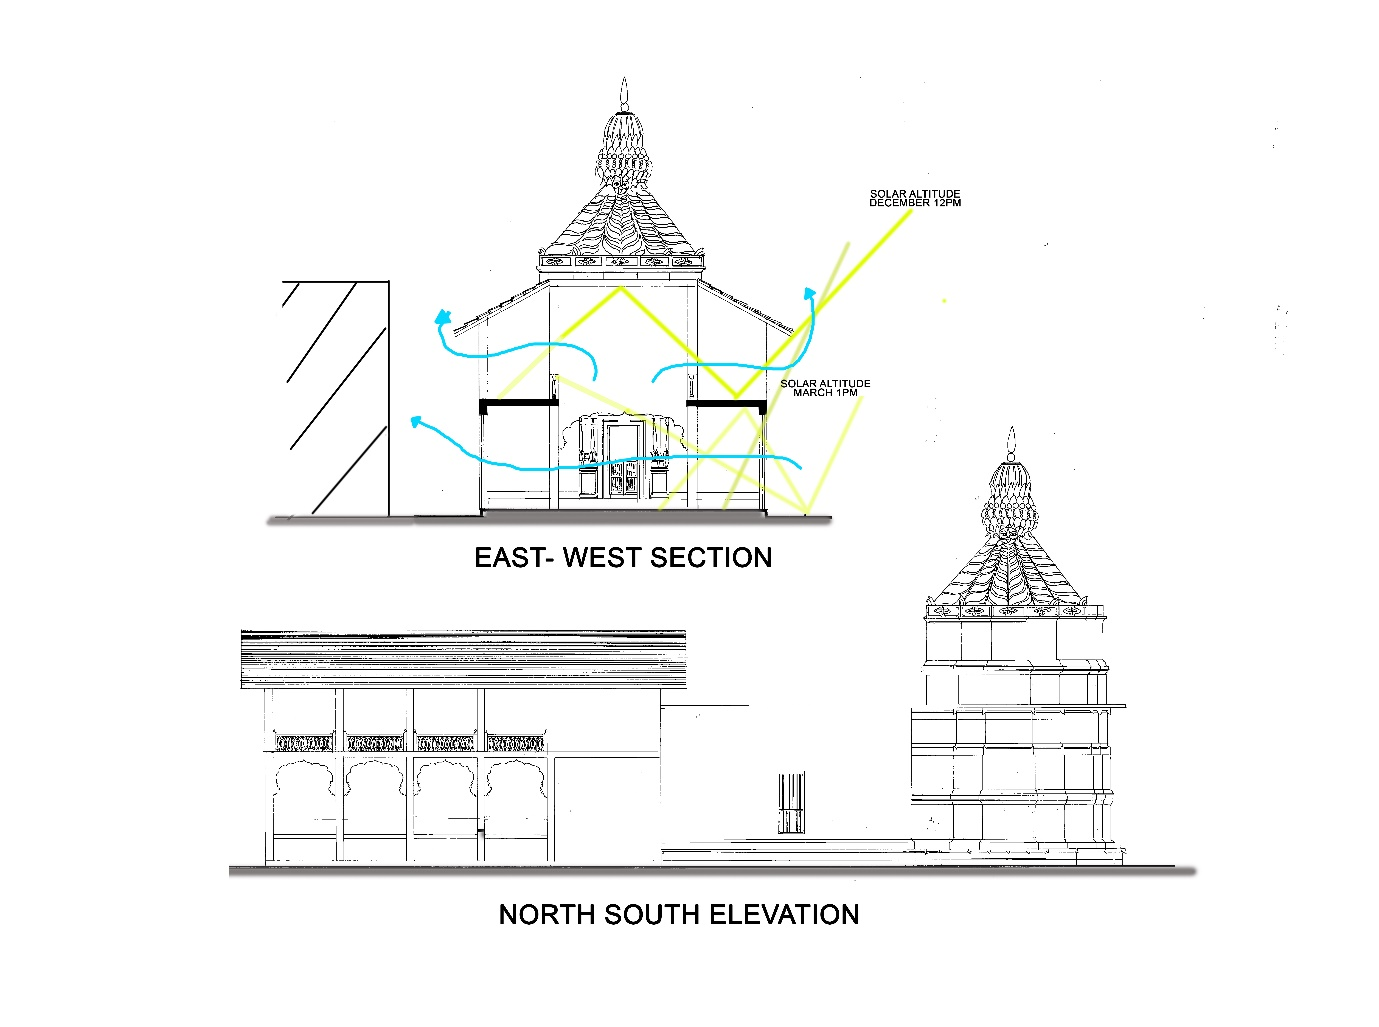 SOLAR ALTITUDE
DECEMBER 12PM
SOLAR ALTITUDE
MARCH 1PM
EAST- WEST SECTION
NORTH SOUTH ELEVATION